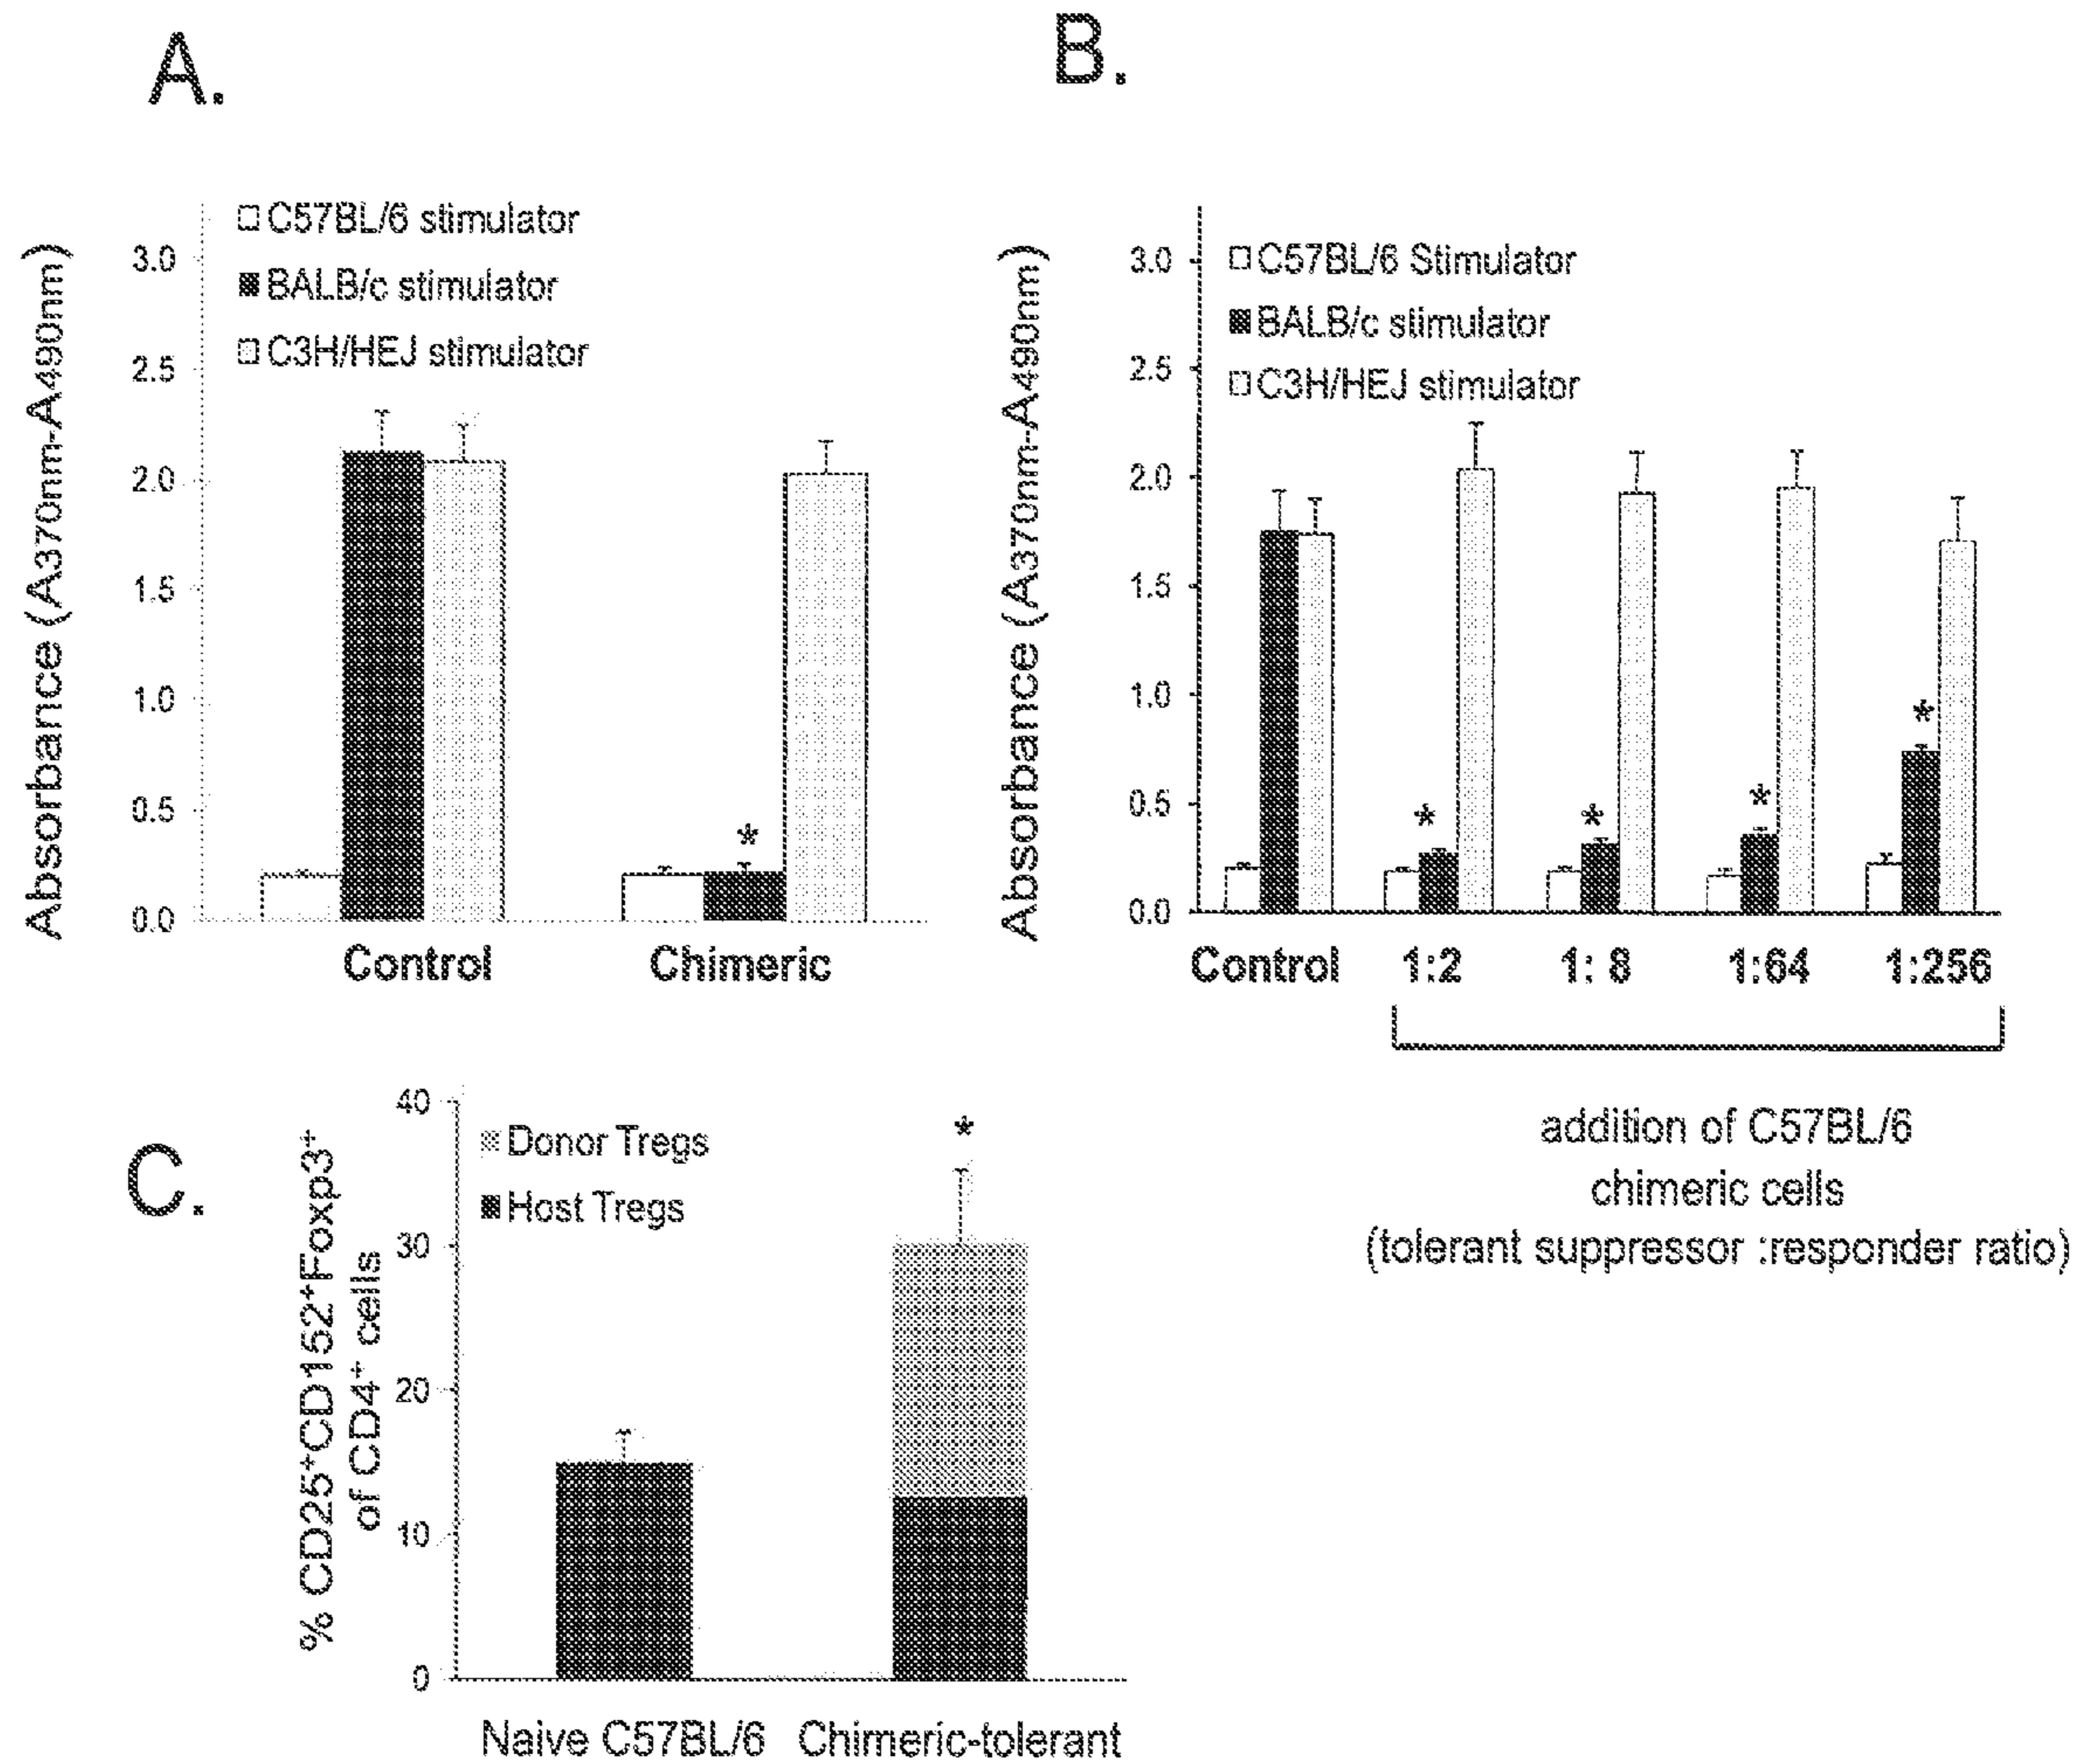 A.
Absorbance (A370nm-A490nm)
C57BL/6 stimulator
BALB/c stimulator
C3H/HEJ stimulator
3.0
2.5
2.0
1.5
1.0
0.5
0.0
*
Control
Chimeric
B.
Absorbance (A370nm-A490nm)
C57BL/6 Stimulator
BALB/c stimulator
C3H/HEJ stimulator
3.0
2.5
2.0
1.5
1.0
0.5
0.0
*
*
*
*
Control
1:2
1: 8
1:64
1:256
addition of C57BL/6
chimeric cells
(tolerant suppressor :responder ratio)
C.
% CD25⁺CD152⁺Foxp3⁺
of CD4⁺ cells
Donor Tregs
Host Tregs
40
30
20
10
0
*
Naive C57BL/6
Chimeric-tolerant